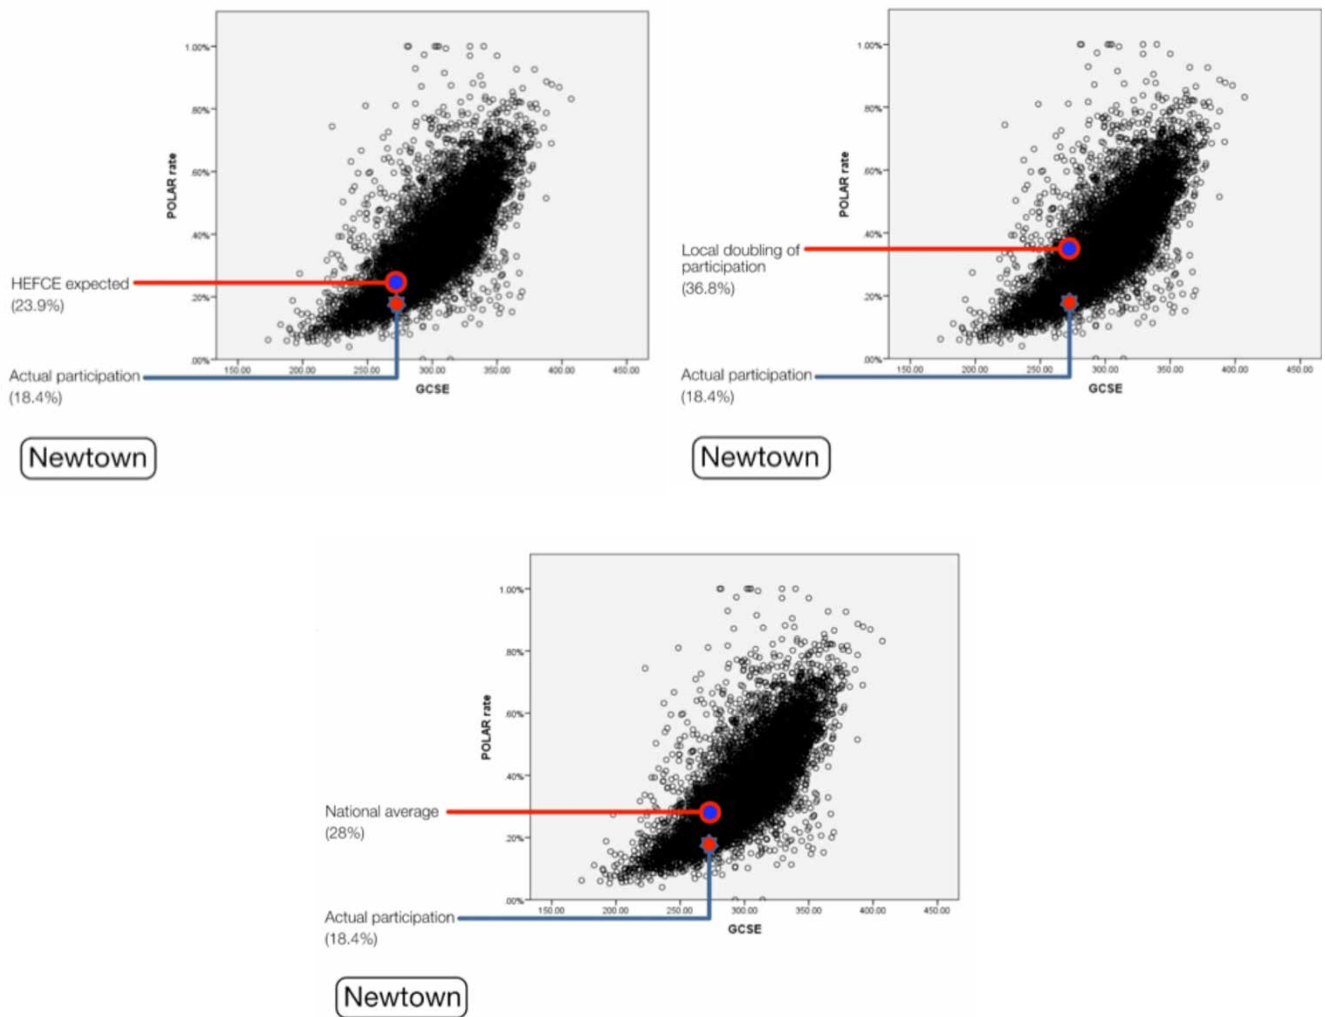 1.00%
.80%
.60%
.40%
.20%
.00%
POLAR rate
HEFCE expected
(23.9%)
Actual participation
(18.4%)
150.00 200.00 250.00 300.00 350.00 400.00 450.00
GCSE
Newtown
1.00%
.80%
.60%
.40%
.20%
.00%
POLAR rate
Local doubling of
participation
(36.8%)
Actual participation
(18.4%)
150.00 200.00 250.00 300.00 350.00 400.00 450.00
GCSE
Newtown
1.00%
.80%
.60%
.40%
.20%
.00%
POLAR rate
National average
(28%)
Actual participation
(18.4%)
150.00 200.00 250.00 300.00 350.00 400.00 450.00
GCSE
Newtown